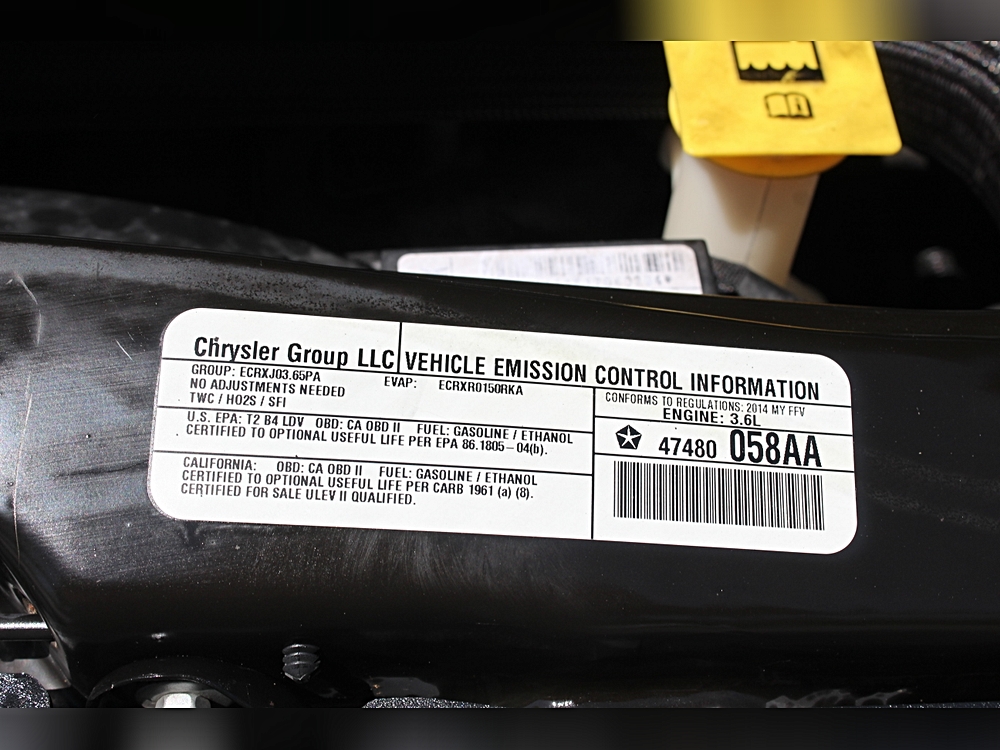 Chrysler Group LLC
VEHICLE EMISSION CONTROL INFORMATION
GROUP: ECRXJ03.65PA
EVAP: ECRXR0150RKA
NO ADJUSTMENTS NEEDED
TWC / HO2S / SFI
U.S. EPA: T2 B4 LDV OBD: CA OBD II FUEL: GASOLINE / ETHANOL
CERTIFIED TO OPTIONAL USEFUL LIFE PER EPA 86.1805-04(b).
CALIFORNIA: OBD: CA OBD II FUEL: GASOLINE / ETHANOL
CERTIFIED TO OPTIONAL USEFUL LIFE PER CARB 1961 (a) (8).
CERTIFIED FOR SALE ULEV II QUALIFIED.
CONFORMS TO REGULATIONS: 2014 MY FFV
ENGINE: 3.6L
47480 058AA